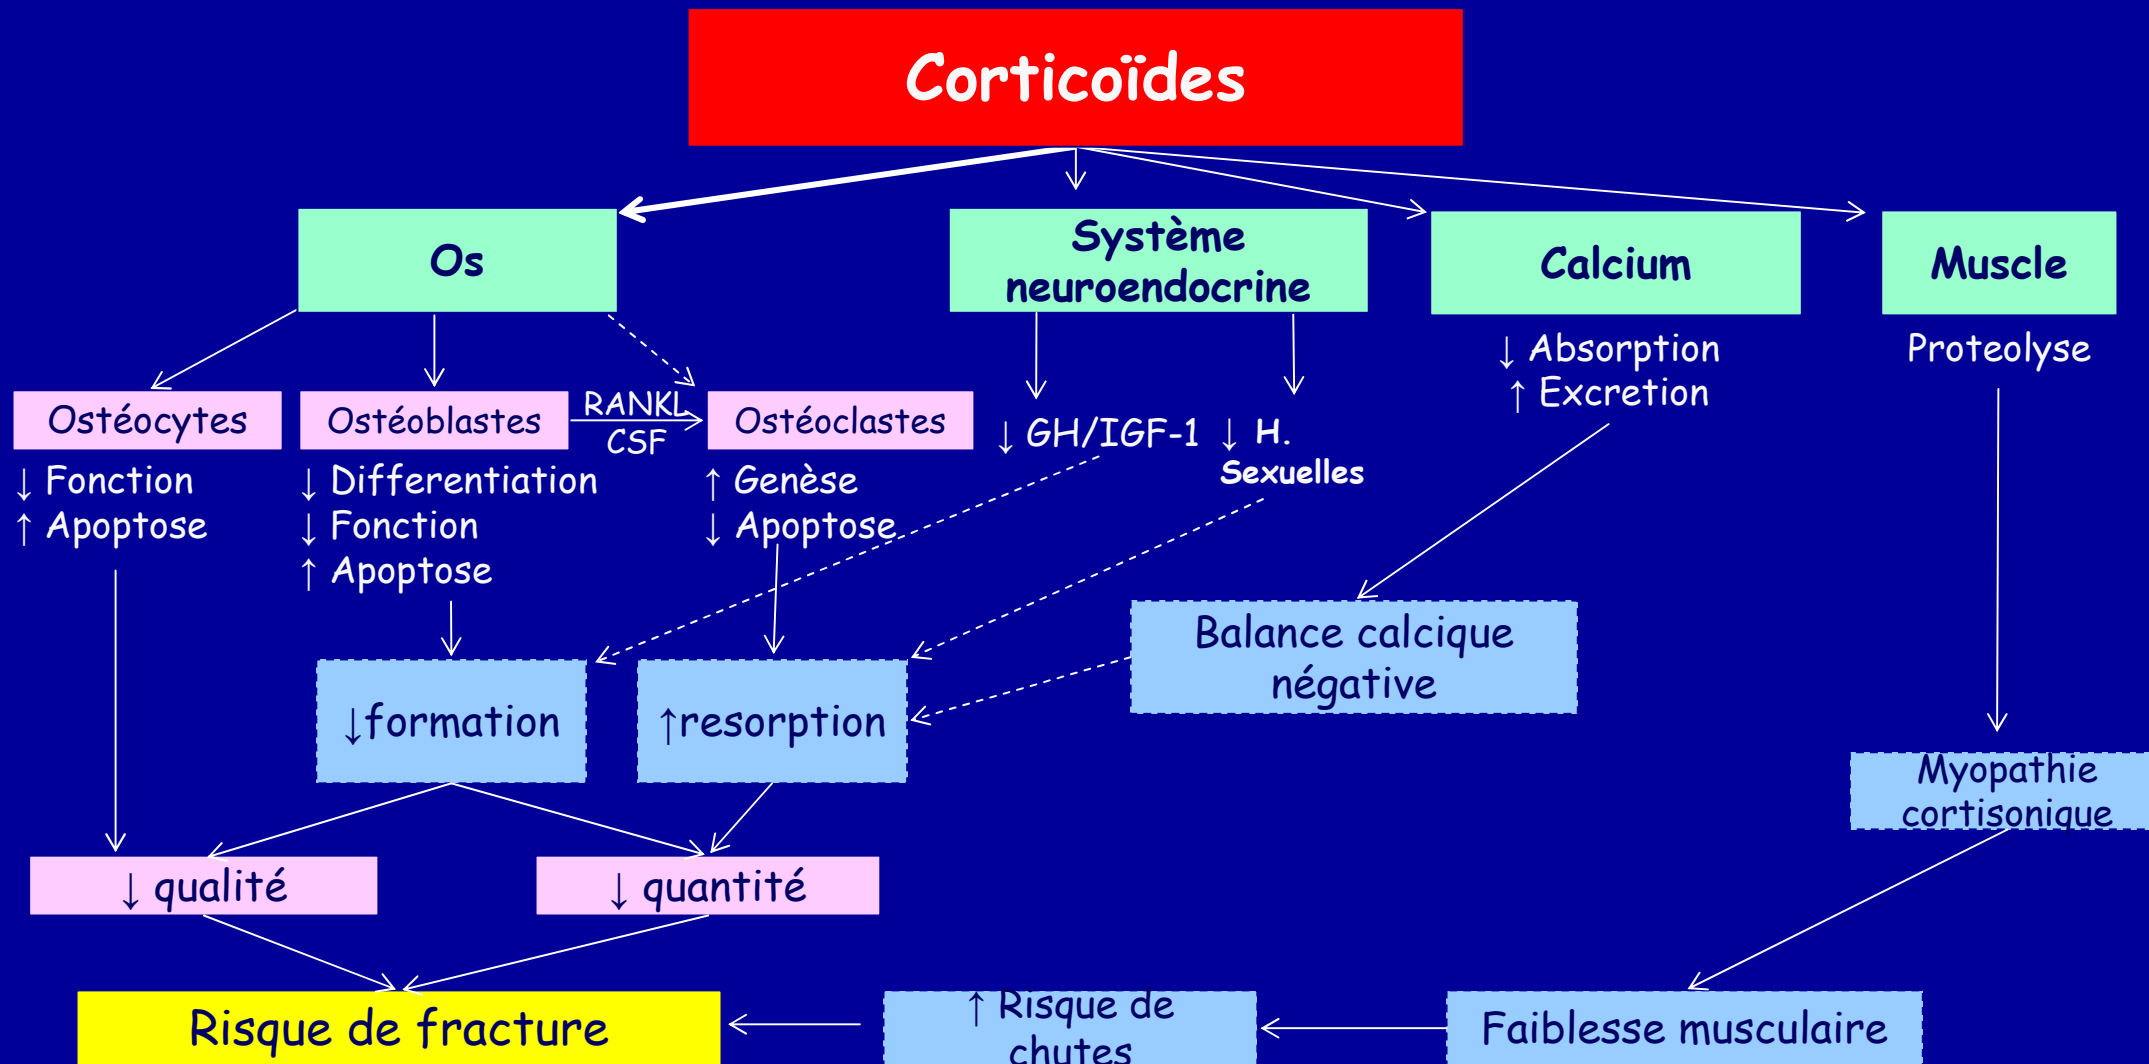 Corticoïdes
Os
Système
neuroendocrine
Calcium
Muscle
↓ Absorption
↑ Excretion
Proteolyse
Ostéocytes
Ostéoblastes
RANKL
CSF
Ostéoclastes
↓ GH/IGF-1
↓ H.
Sexuelles
↓ Fonction
↑ Apoptose
↓ Differentiation
↓ Fonction
↑ Apoptose
↑ Genèse
↓ Apoptose
Balance calcique
négative
↓formation
↑resorption
Myopathie
cortisonique
↓ qualité
↓ quantité
Risque de fracture
↑ Risque de
chutes
Faiblesse musculaire